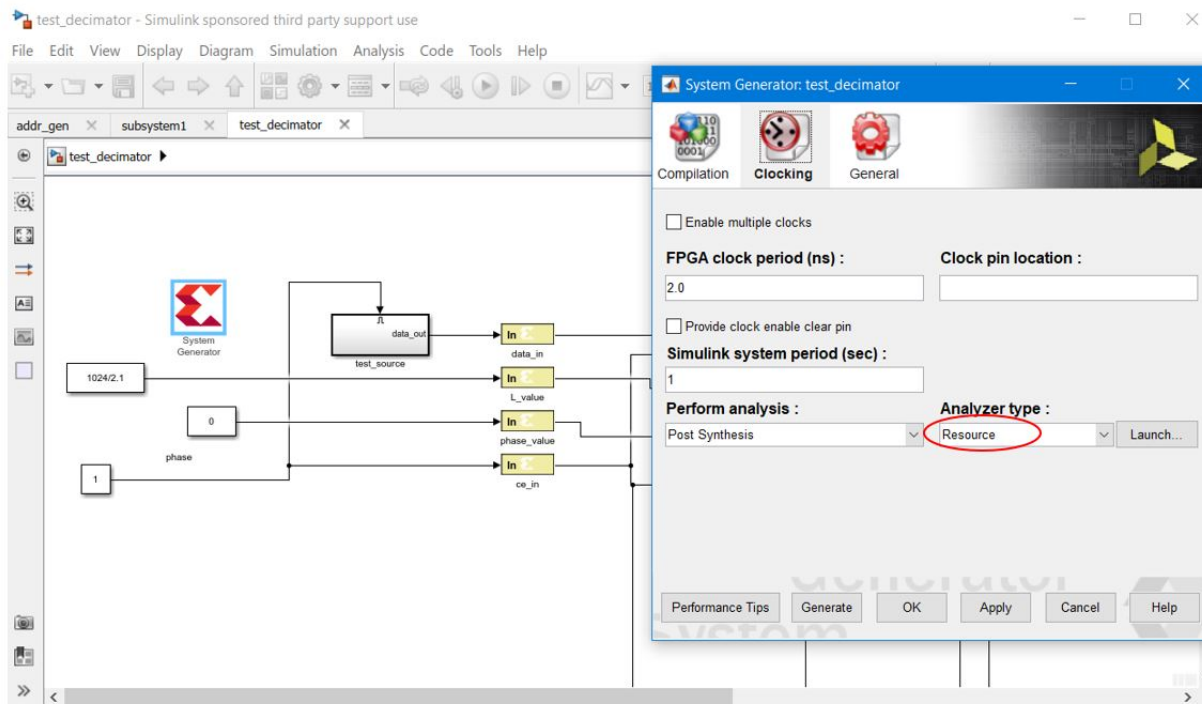 test_decimator - Simulink sponsored third party support use
File Edit View Display Diagram Simulation Analysis Code Tools Help
addr_gen subsystem1 test_decimator
test_decimator
System
Generator
data_out
test_source
1024/2.1
0
phase
1
In
data_in
In
L_value
In
phase_value
In
ce_in
System Generator: test_decimator
Compilation Clocking General
Enable multiple clocks
FPGA clock period (ns) : Clock pin location :
2.0
Provide clock enable clear pin
Simulink system period (sec) :
1
Perform analysis : Analyzer type :
Post Synthesis Resource Launch...
Performance Tips Generate OK Apply Cancel Help